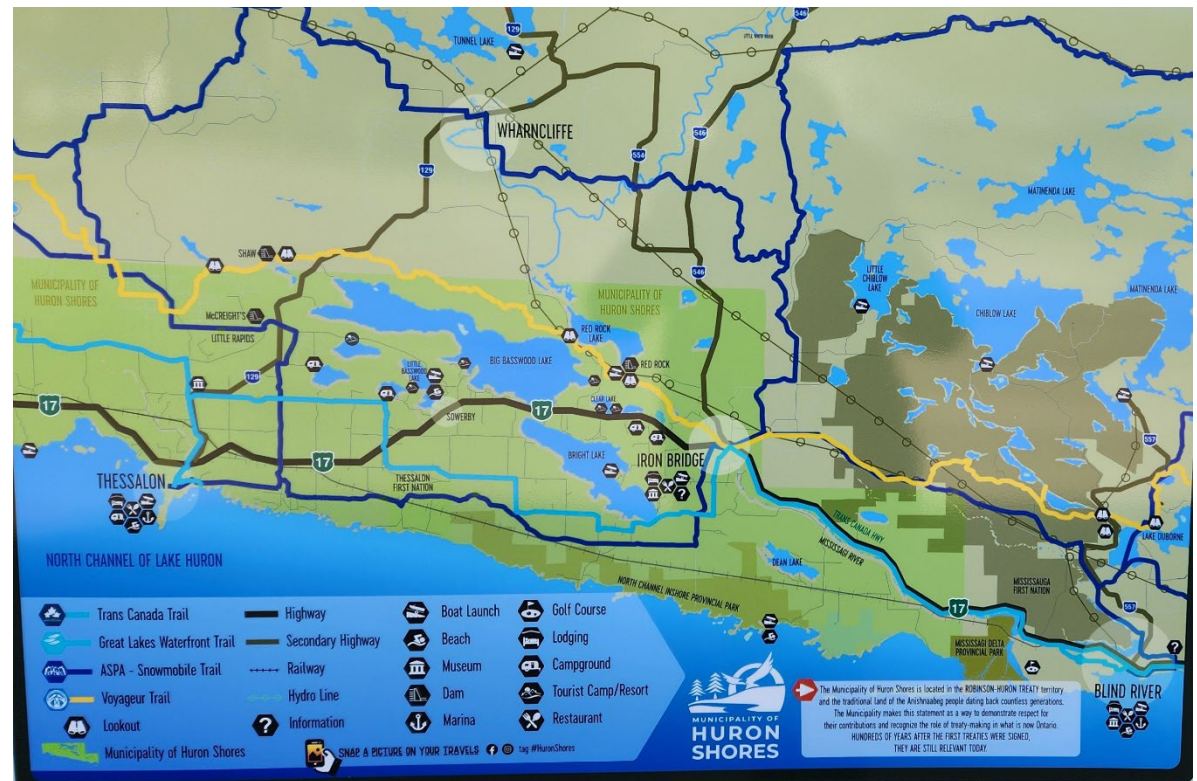 129
546
TUNNEL LAKE
WHARNCLIFFE
546
554
129
MATINENDA LAKE
SHAW
LITTLE
CHIBLOW
LAKE
546
MUNICIPALITY OF
HURON SHORES
MUNICIPALITY OF
HURON SHORES
MATINENDA LAKE
CHIBLOW LAKE
McCREIGHT'S
LITTLE RAPIDS
RED ROCK
LAKE
BIG BASSWOOD LAKE
RED ROCK
LITTLE
BASSWOOD
LAKE
129
CLEAR LAKE
17
SOWERBY
17
557
BRIGHT LAKE
IRON BRIDGE
17
THESSALON
THESSALON
FIRST NATION
TRANS CANADA HWY
MISSISSAGI RIVER
LAKE DUBORNE
NORTH CHANNEL OF LAKE HURON
DEAN LAKE
NORTH CHANNEL INSHORE PROVINCIAL PARK
MISSISSAUGA
FIRST NATION
17
557
MISSISSAGI DELTA
PROVINCIAL PARK
BLIND RIVER
?
Trans Canada Trail
Great Lakes Waterfront Trail
ASPA - Snowmobile Trail
Voyageur Trail
Lookout
Municipality of Huron Shores
Highway
Secondary Highway
Railway
Hydro Line
? Information
Boat Launch
Beach
Museum
Dam
Marina
Golf Course
Lodging
Campground
Tourist Camp/Resort
Restaurant
SNAP A PICTURE ON YOUR TRAVELS tag #HuronShores
MUNICIPALITY OF
HURON
SHORES
The Municipality of Huron Shores is located in the ROBINSON-HURON TREATY territory
and the traditional land of the Anishnaabeg people dating back countless generations.
The Municipality makes this statement as a way to demonstrate respect for
their contributions and recognize the role of treaty-making in what is now Ontario.
HUNDREDS OF YEARS AFTER THE FIRST TREATIES WERE SIGNED,
THEY ARE STILL RELEVANT TODAY.